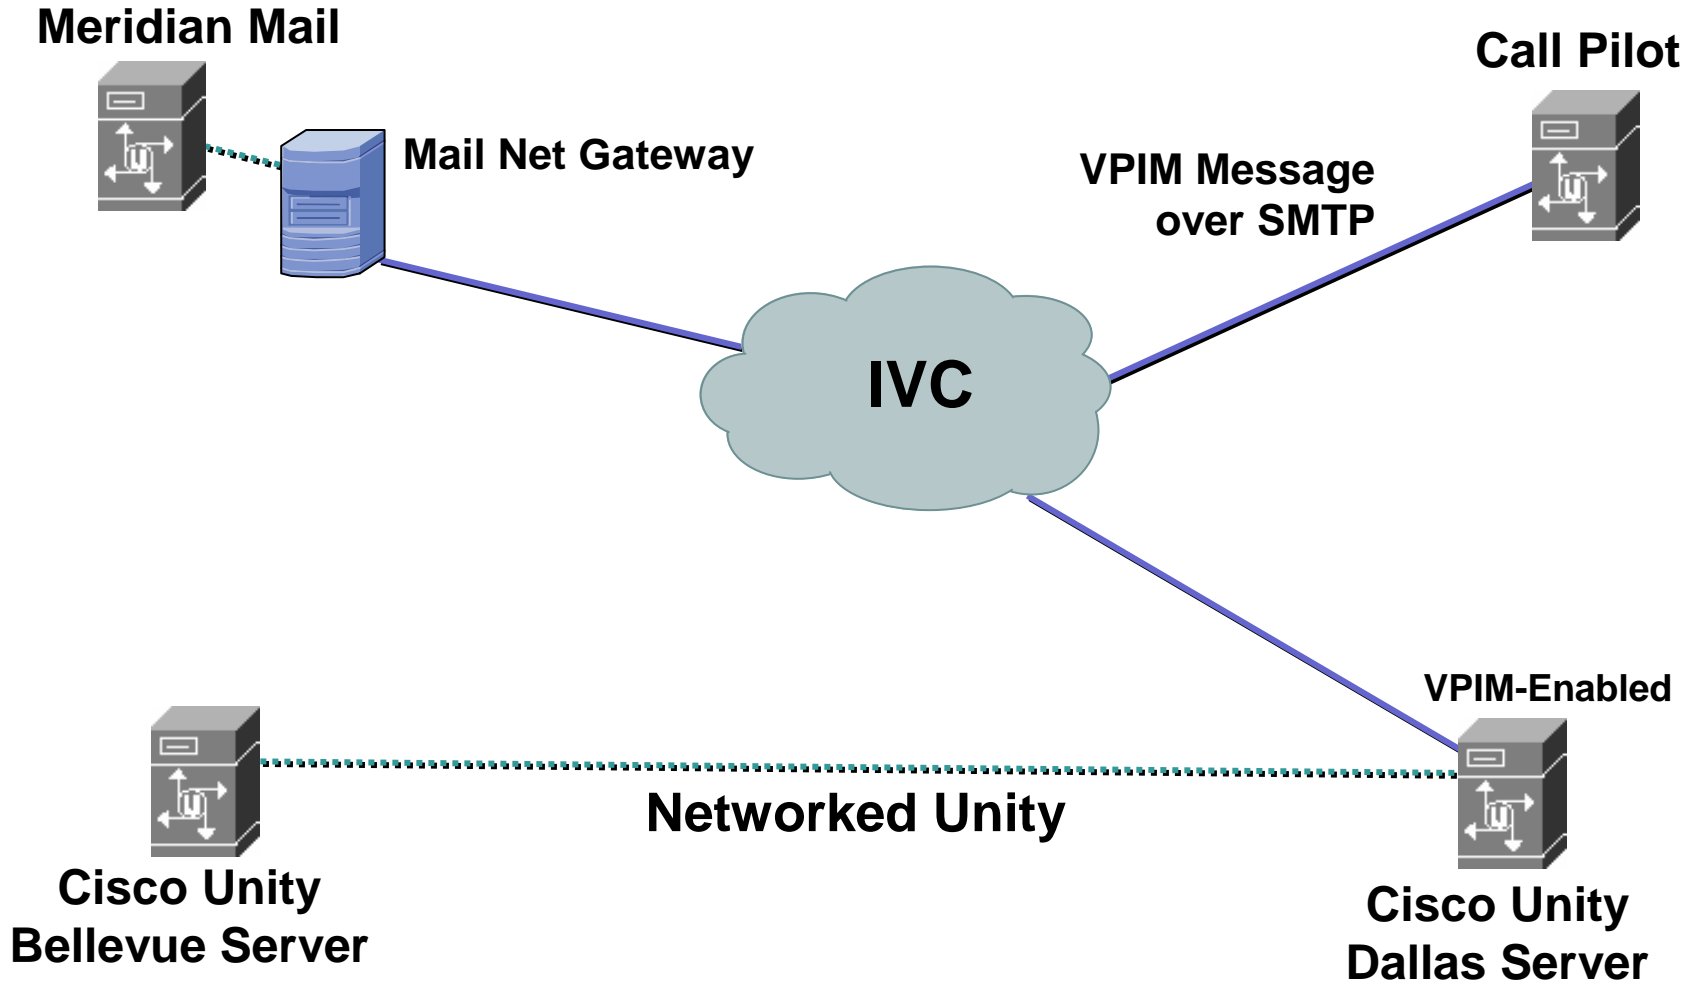 Meridian Mail
Call Pilot
Mail Net Gateway
VPIM Message
over SMTP
IVC
VPIM-Enabled
Networked Unity
Cisco Unity
Bellevue Server
Cisco Unity
Dallas Server